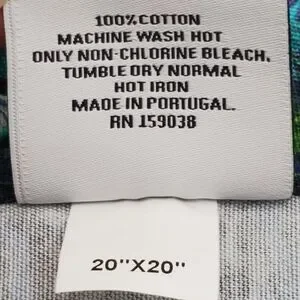 100% COTTON
MACHINE WASH HOT
ONLY NON-CHLORINE BLEACH,
TUMBLE DRY NORMAL
HOT IRON
MADE IN PORTUGAL.
RN 159038
20"X20"